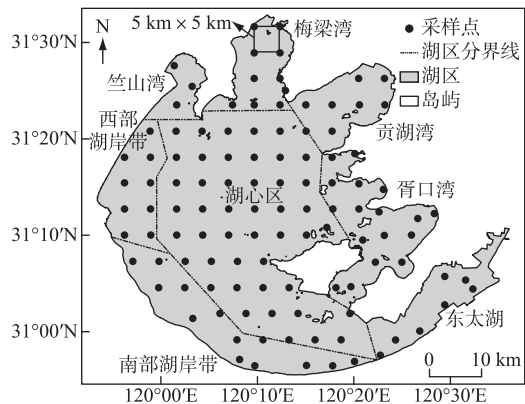 5 km × 5 km
梅梁湾
采样点
湖区分界线
湖区
岛屿
N
竺山湾
西部
湖岸带
贡湖湾
湖心区
胥口湾
东太湖
南部湖岸带
0 10 km
31°30′N
31°20′N
31°10′N
31°00′N
120°00′E
120°10′E
120°20′E
120°30′E